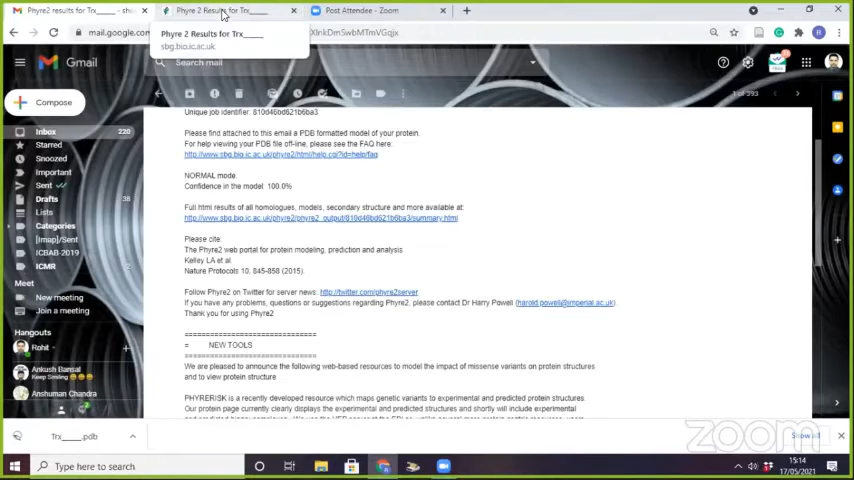 Phyre2 results for Trx_____ - shus
Phyre 2 Results for Trx_____
Post Attendee - Zoom
mail.google.com
Phyre 2 Results for Trx_____
sbg.bio.ic.ac.uk
Gmail
Search mail
1 of 393
Compose
Inbox 220
Starred
Snoozed
Important
Sent
Drafts 38
Lists
Categories
[Imap]/Sent
ICBAB-2019
ICMR 2
Meet
New meeting
Join a meeting
Hangouts
Rohit
Ankush Bansal
Keep Smiling
Anshuman Chandra
Unique job identifier: 810d46bd621b6ba3
Please find attached to this email a PDB formatted model of your protein.
For help viewing your PDB file off-line, please see the FAQ here:
http://www.sbg.bio.ic.ac.uk/phyre2/html/help.cgi?id=help/faq
NORMAL mode.
Confidence in the model: 100.0%
Full html results of all homologues, models, secondary structure and more available at:
http://www.sbg.bio.ic.ac.uk/phyre2/phyre2_output/810d46bd621b6ba3/summary.html
Please cite:
The Phyre2 web portal for protein modeling, prediction and analysis
Kelley LA et al.
Nature Protocols 10, 845-858 (2015).
Follow Phyre2 on Twitter for server news: http://twitter.com/phyre2server
If you have any problems, questions or suggestions regarding Phyre2, please contact Dr Harry Powell (harold.powell@imperial.ac.uk).
Thank you for using Phyre2
==============================
= NEW TOOLS
==============================
We are pleased to announce the following web-based resources to model the impact of missense variants on protein structures
and to view protein structure
PHYRERISK is a recently developed resource which maps genetic variants to experimental and predicted protein structures.
Our protein page currently clearly displays the experimental and predicted structures and shortly will include experimental
Trx_____.pdb
Show all
zoom
Type here to search
15:14
17/05/2021